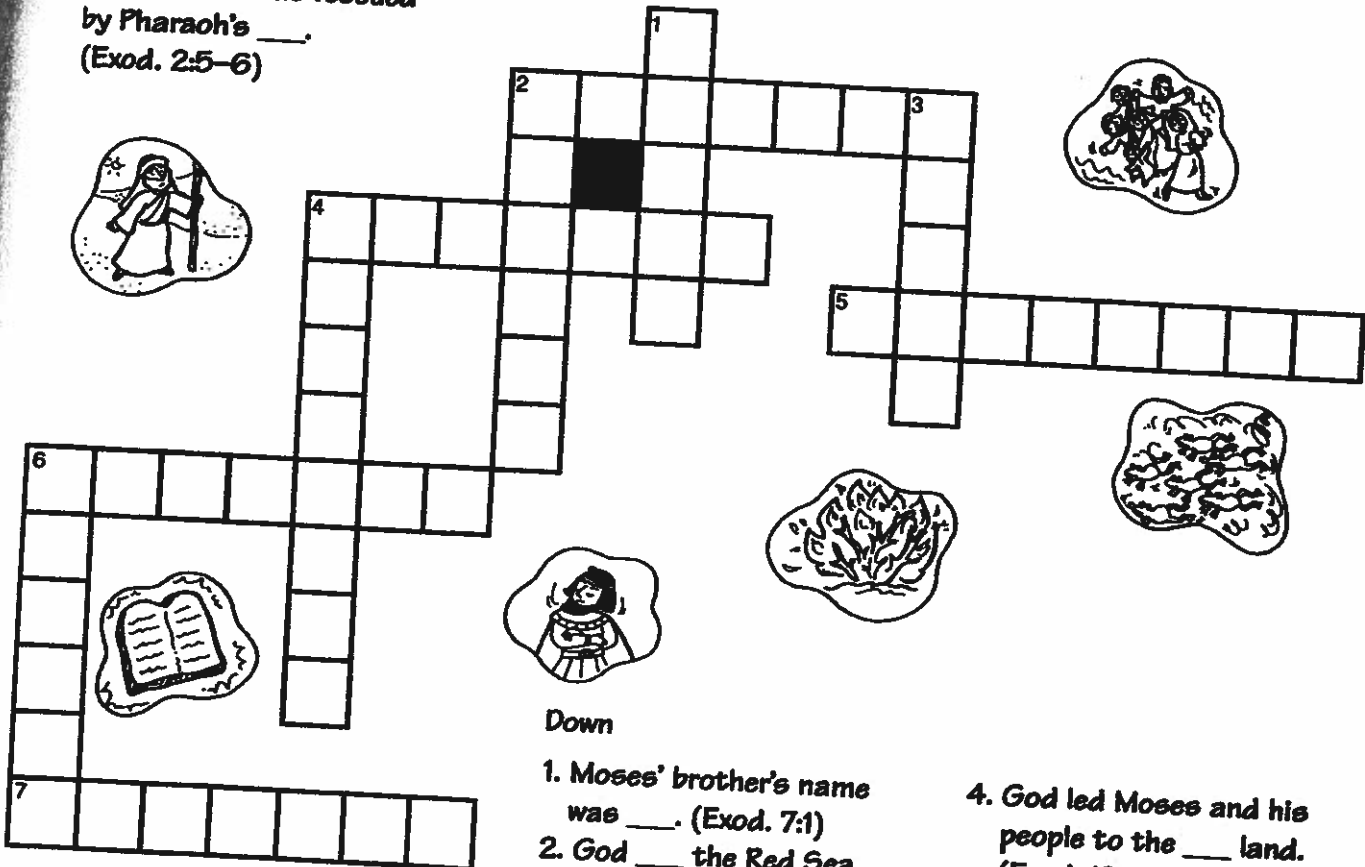 by Pharaoh's ___.
(Exod. 2:5–6)
1
2
3
4
5
6
7
Down
1. Moses' brother's name
was ___. (Exod. 7:1)
2. God ___ the Red Sea
4. God led Moses and his
people to the ___ land.